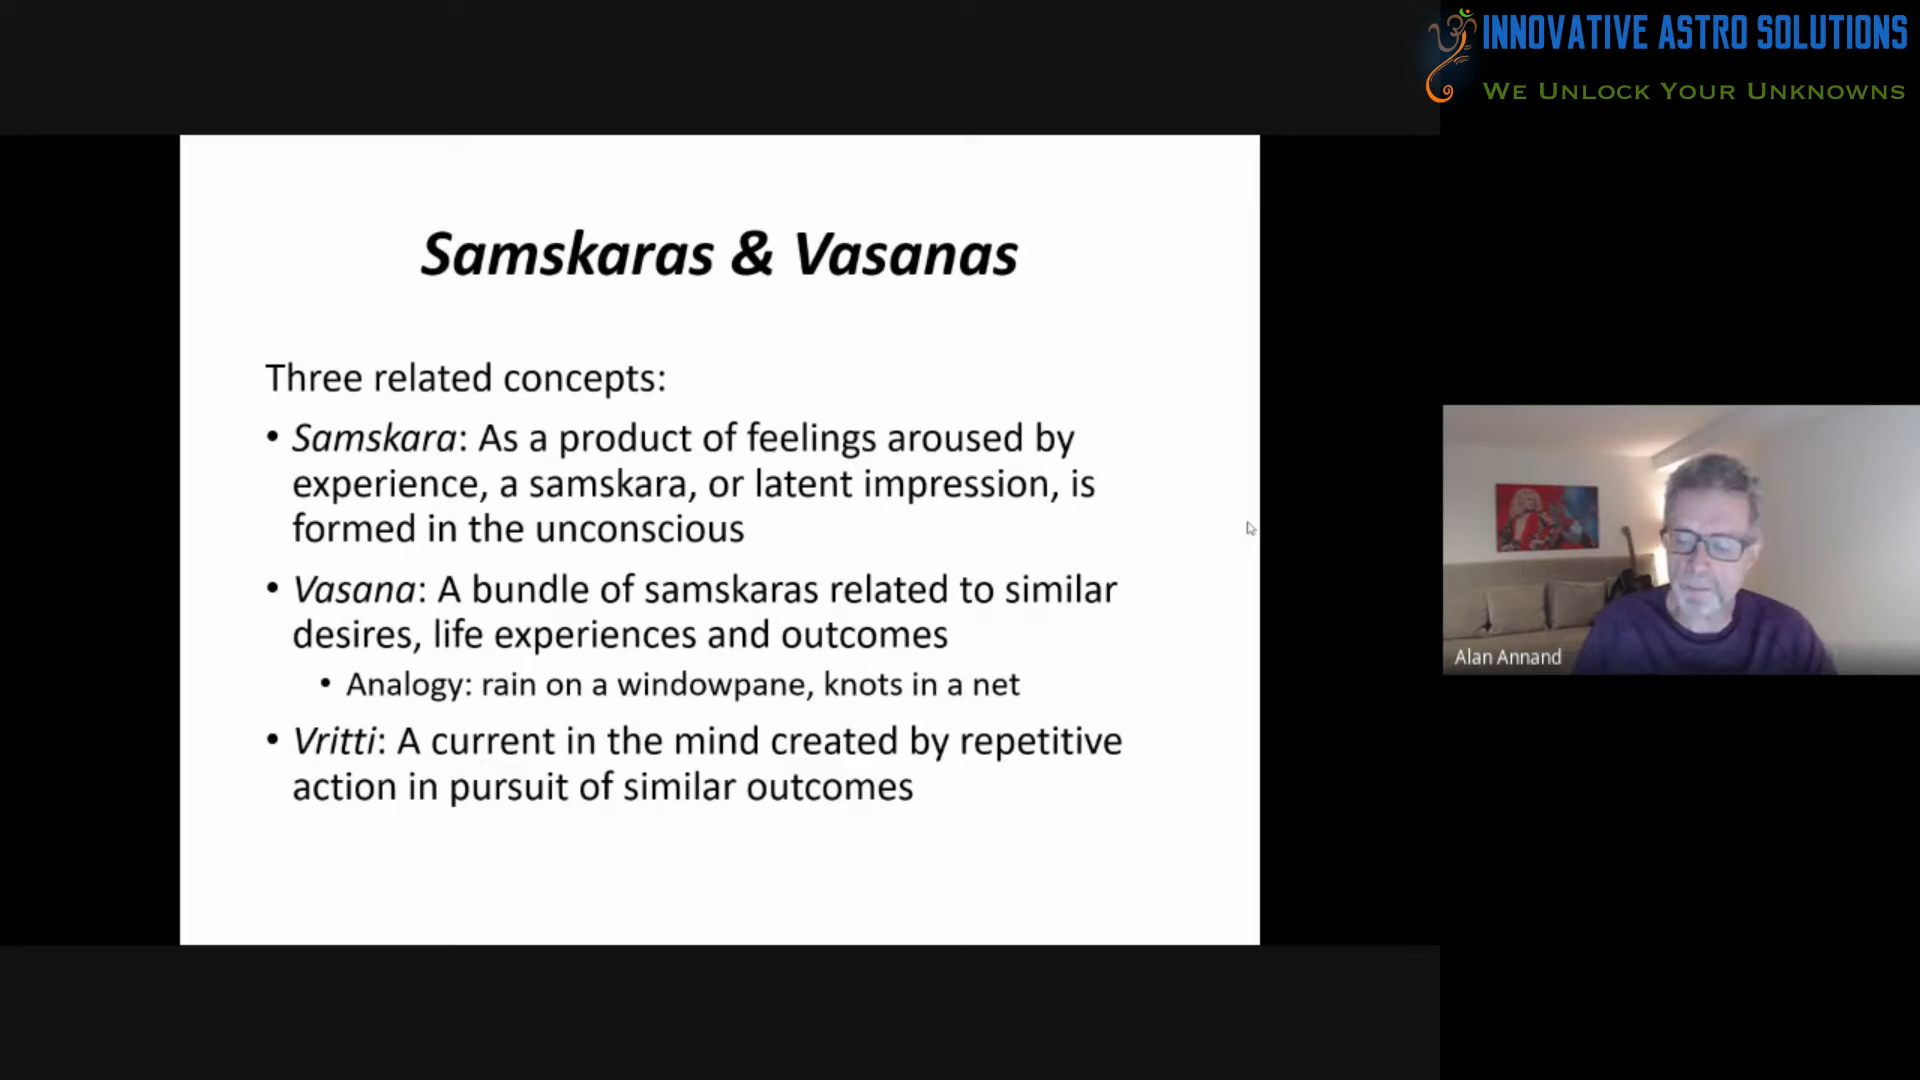 INNOVATIVE ASTRO SOLUTIONS
WE UNLOCK YOUR UNKNOWNS
Samskaras & Vasanas
Three related concepts:
• Samskara: As a product of feelings aroused by
experience, a samskara, or latent impression, is
formed in the unconscious
• Vasana: A bundle of samskaras related to similar
desires, life experiences and outcomes
• Analogy: rain on a windowpane, knots in a net
• Vritti: A current in the mind created by repetitive
action in pursuit of similar outcomes
Alan Annand